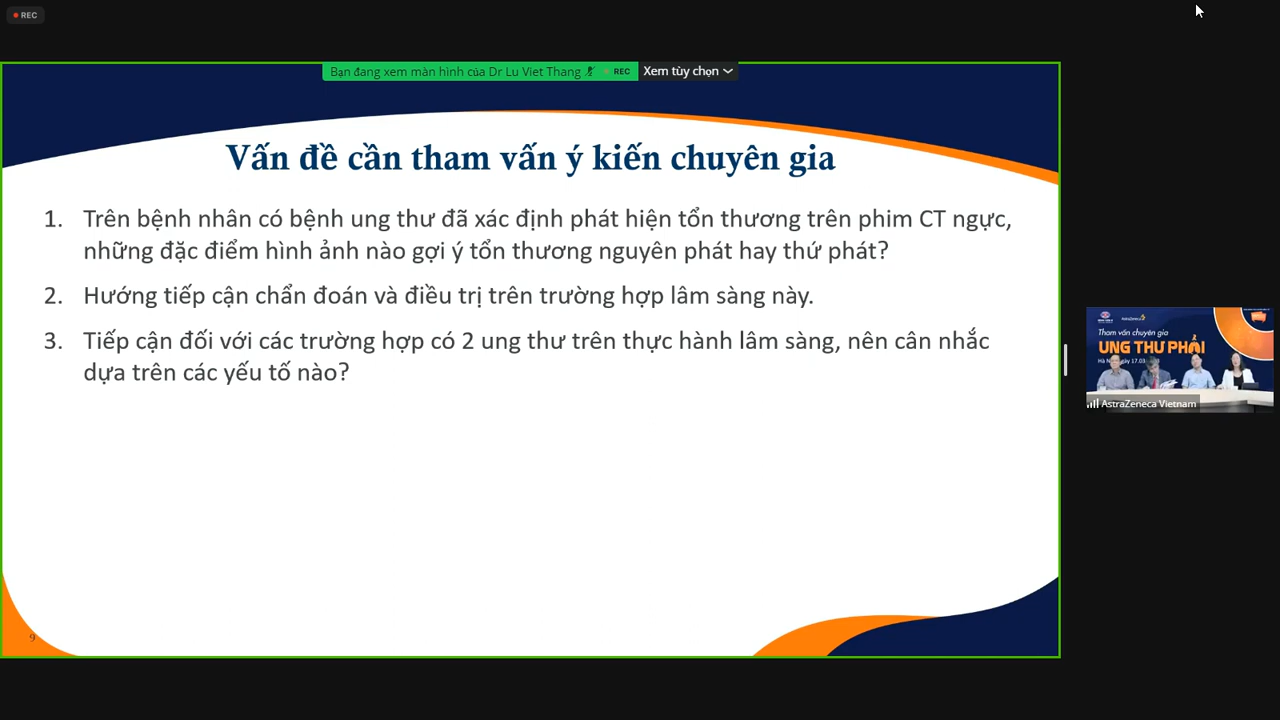 REC
Bạn đang xem màn hình của Dr Lu Viet Thang
REC
Xem tùy chọn
Vấn đề cần tham vấn ý kiến chuyên gia
1. Trên bệnh nhân có bệnh ung thư đã xác định phát hiện tổn thương trên phim CT ngực,
những đặc điểm hình ảnh nào gợi ý tổn thương nguyên phát hay thứ phát?
2. Hướng tiếp cận chẩn đoán và điều trị trên trường hợp lâm sàng này.
3. Tiếp cận đối với các trường hợp có 2 ung thư trên thực hành lâm sàng, nên cân nhắc
dựa trên các yếu tố nào?
9
AstraZeneca
Tham vấn chuyên gia
UNG THƯ PHỔI
AstraZeneca Vietnam